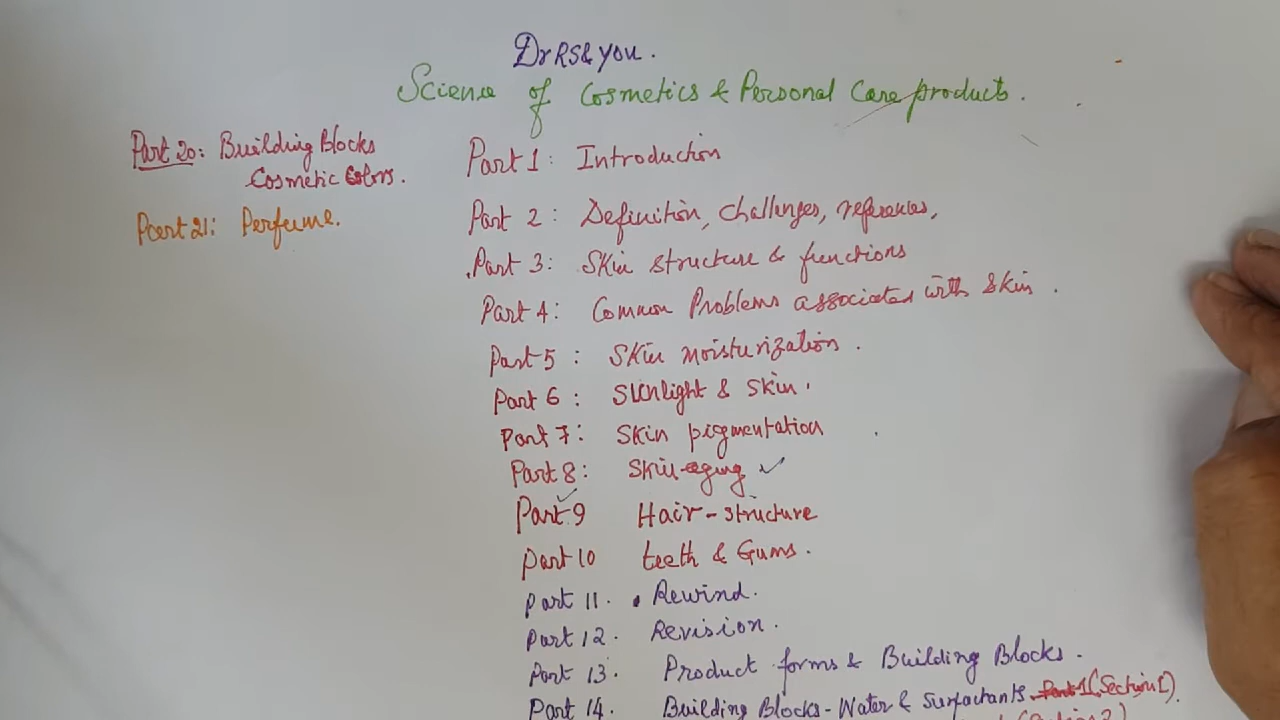 Dr RS & YOU.
Science of Cosmetics & Personal Care products.
Part 20: Building Blocks
Cosmetic Colors.
Part 21: Perfume.
Part 1: Introduction
Part 2: Definition, challenges, references,
Part 3: Skin structure & functions
Part 4: Common Problems associated with skin.
Part 5: Skin moisturization.
Part 6: Sunlight & Skin.
Part 7: Skin pigmentation
Part 8: Skin-aging ✓
Part 9 Hair-structure
Part 10 teeth & Gums.
Part 11. Rewind.
Part 12. Revision.
Part 13. Product forms & Building Blocks.
Part 14. Building Blocks - Water & Surfactants (Section 1).